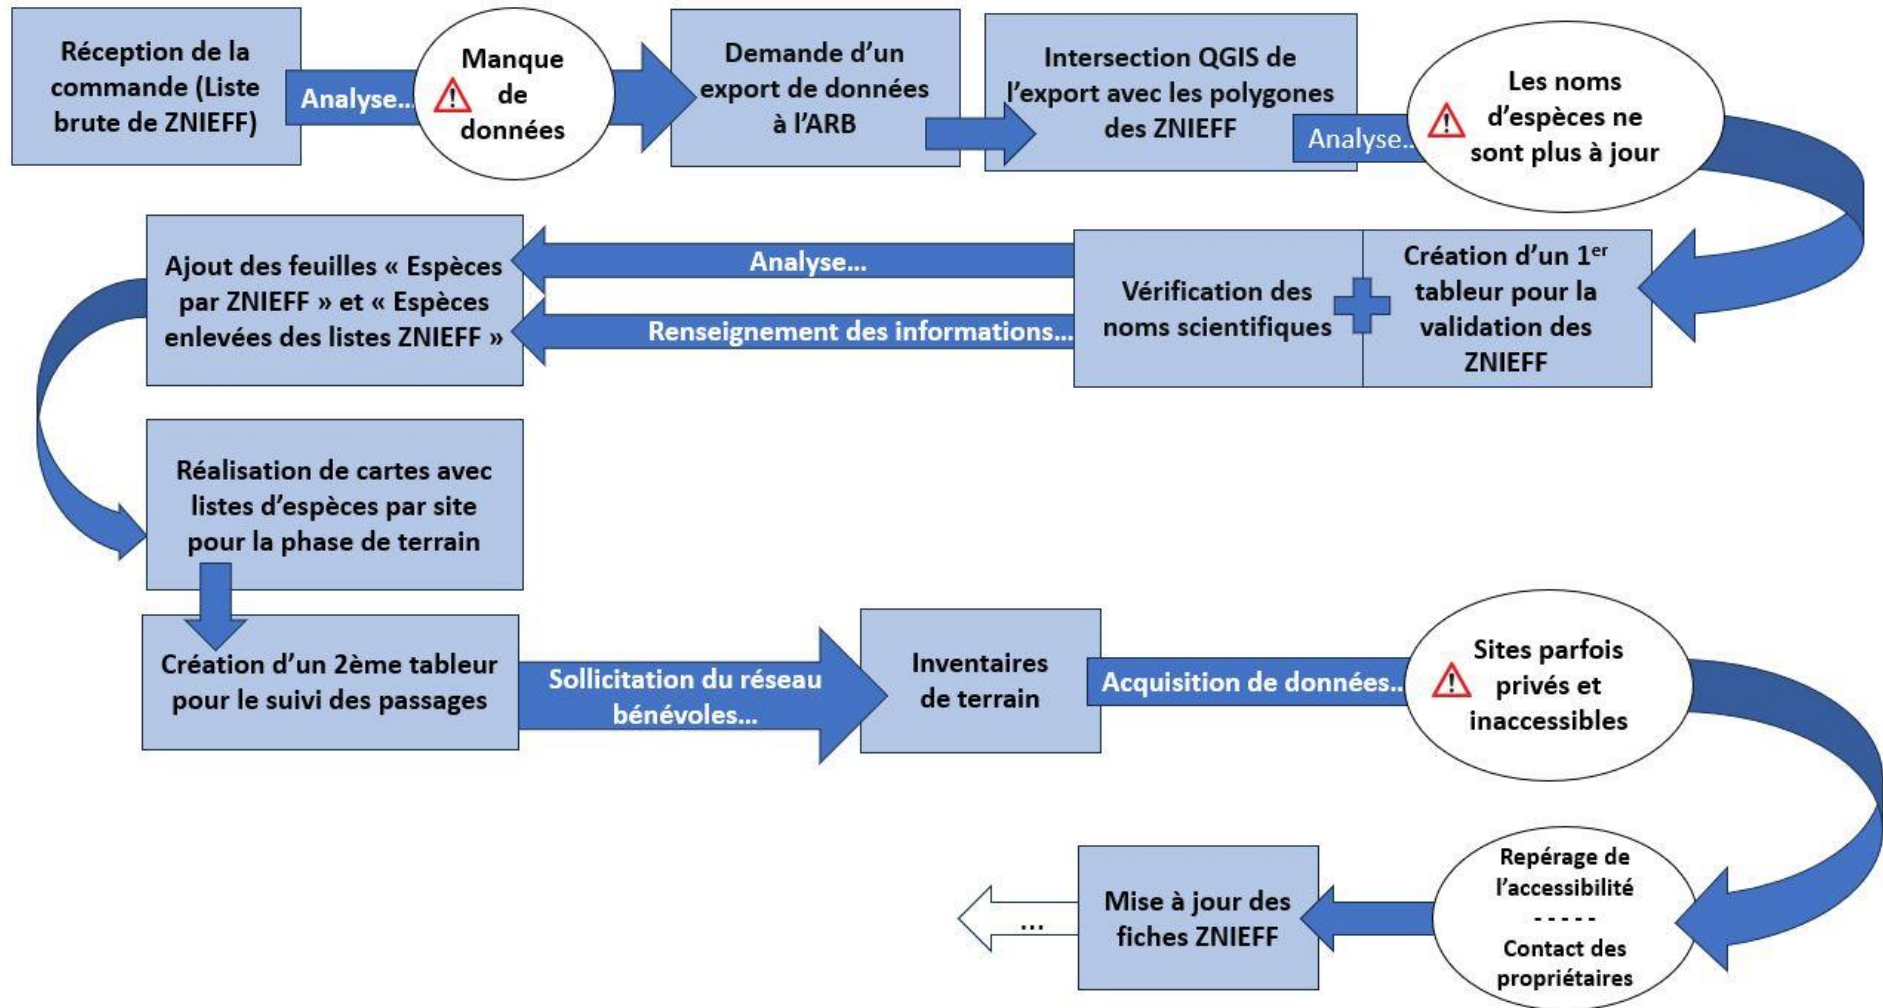 Réception de la
commande (Liste
brute de ZNIEFF)
Analyse...
Manque
de
données
Demande d’un
export de données
à l’ARB
Intersection QGIS de
l’export avec les polygones
des ZNIEFF
Analyse...
Les noms
d’espèces ne
sont plus à jour
Création d’un 1er
tableur pour la
validation des
ZNIEFF
Vérification des
noms scientifiques
Analyse...
Renseignement des informations...
Ajout des feuilles « Espèces
par ZNIEFF » et « Espèces
enlevées des listes ZNIEFF »
Réalisation de cartes avec
listes d’espèces par site
pour la phase de terrain
Création d’un 2ème tableur
pour le suivi des passages
Sollicitation du réseau
bénévoles...
Inventaires
de terrain
Acquisition de données...
Sites parfois
privés et
inaccessibles
Repérage de
l’accessibilité
- - - - -
Contact des
propriétaires
Mise à jour des
fiches ZNIEFF
...